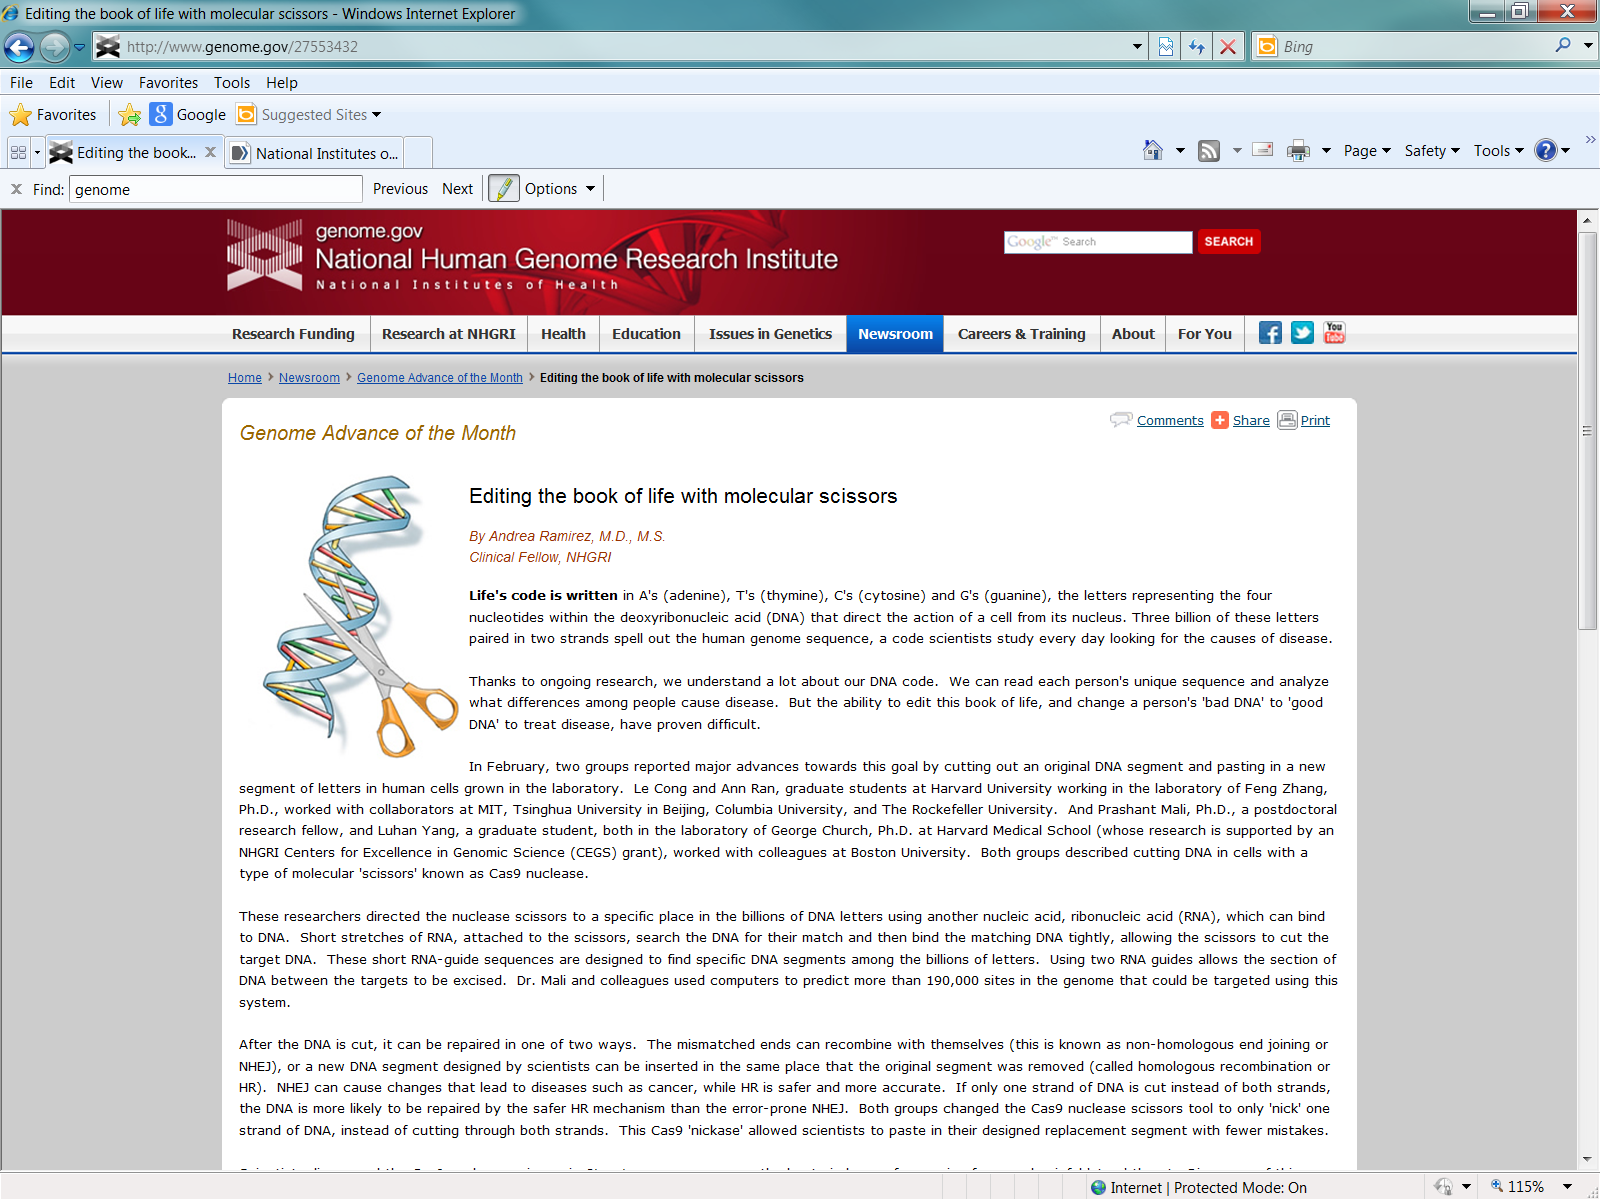 Editing the book of life with molecular scissors - Windows Internet Explorer
http://www.genome.gov/27553432
Bing
File Edit View Favorites Tools Help
Favorites Google Suggested Sites
Editing the book... National Institutes o... Page Safety Tools
Find: genome Previous Next Options
genome.gov
National Human Genome Research Institute
National Institutes of Health
Google™ Search SEARCH
Research Funding Research at NHGRI Health Education Issues in Genetics Newsroom Careers & Training About For You
Home Newsroom Genome Advance of the Month Editing the book of life with molecular scissors
Comments Share Print
Genome Advance of the Month
Editing the book of life with molecular scissors
By Andrea Ramirez, M.D., M.S.
Clinical Fellow, NHGRI
Life's code is written in A's (adenine), T's (thymine), C's (cytosine) and G's (guanine), the letters representing the four
nucleotides within the deoxyribonucleic acid (DNA) that direct the action of a cell from its nucleus. Three billion of these letters
paired in two strands spell out the human genome sequence, a code scientists study every day looking for the causes of disease.
Thanks to ongoing research, we understand a lot about our DNA code. We can read each person's unique sequence and analyze
what differences among people cause disease. But the ability to edit this book of life, and change a person's 'bad DNA' to 'good
DNA' to treat disease, have proven difficult.
In February, two groups reported major advances towards this goal by cutting out an original DNA segment and pasting in a new
segment of letters in human cells grown in the laboratory. Le Cong and Ann Ran, graduate students at Harvard University working in the laboratory of Feng Zhang,
Ph.D., worked with collaborators at MIT, Tsinghua University in Beijing, Columbia University, and The Rockefeller University. And Prashant Mali, Ph.D., a postdoctoral
research fellow, and Luhan Yang, a graduate student, both in the laboratory of George Church, Ph.D. at Harvard Medical School (whose research is supported by an
NHGRI Centers for Excellence in Genomic Science (CEGS) grant), worked with colleagues at Boston University. Both groups described cutting DNA in cells with a
type of molecular 'scissors' known as Cas9 nuclease.
These researchers directed the nuclease scissors to a specific place in the billions of DNA letters using another nucleic acid, ribonucleic acid (RNA), which can bind
to DNA. Short stretches of RNA, attached to the scissors, search the DNA for their match and then bind the matching DNA tightly, allowing the scissors to cut the
target DNA. These short RNA-guide sequences are designed to find specific DNA segments among the billions of letters. Using two RNA guides allows the section of
DNA between the targets to be excised. Dr. Mali and colleagues used computers to predict more than 190,000 sites in the genome that could be targeted using this
system.
After the DNA is cut, it can be repaired in one of two ways. The mismatched ends can recombine with themselves (this is known as non-homologous end joining or
NHEJ), or a new DNA segment designed by scientists can be inserted in the same place that the original segment was removed (called homologous recombination or
HR). NHEJ can cause changes that lead to diseases such as cancer, while HR is safer and more accurate. If only one strand of DNA is cut instead of both strands,
the DNA is more likely to be repaired by the safer HR mechanism than the error-prone NHEJ. Both groups changed the Cas9 nuclease scissors tool to only 'nick' one
strand of DNA, instead of cutting through both strands. This Cas9 'nickase' allowed scientists to paste in their designed replacement segment with fewer mistakes.
Internet | Protected Mode: On 115%